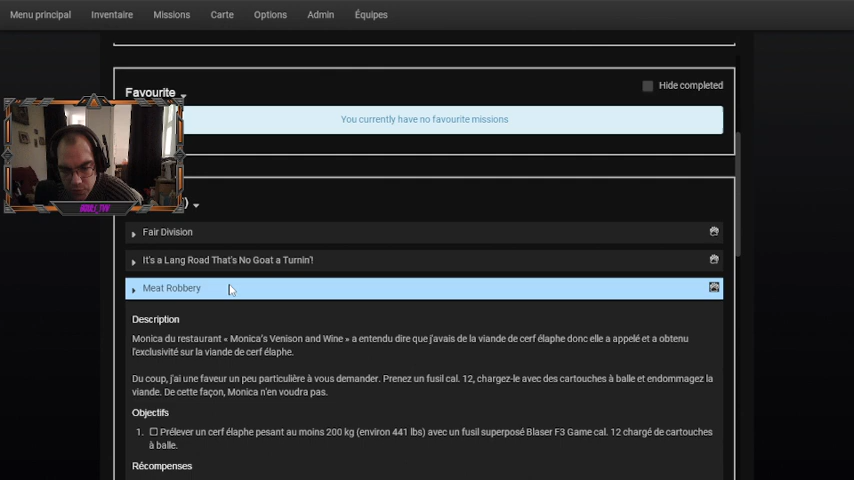 Menu principal Inventaire Missions Carte Options Admin Équipes
Favourite
Hide completed
You currently have no favourite missions
)
Fair Division
It's a Lang Road That's No Goat a Turnin'!
Meat Robbery
Description
Monica du restaurant « Monica's Venison and Wine » a entendu dire que j'avais de la viande de cerf élaphe donc elle a appelé et a obtenu
l'exclusivité sur la viande de cerf élaphe.
Du coup, j'ai une faveur un peu particulière à vous demander. Prenez un fusil cal. 12, chargez-le avec des cartouches à balle et endommagez la
viande. De cette façon, Monica n'en voudra pas.
Objectifs
1. Prélever un cerf élaphe pesant au moins 200 kg (environ 441 lbs) avec un fusil superposé Blaser F3 Game cal. 12 chargé de cartouches
à balle.
Récompenses